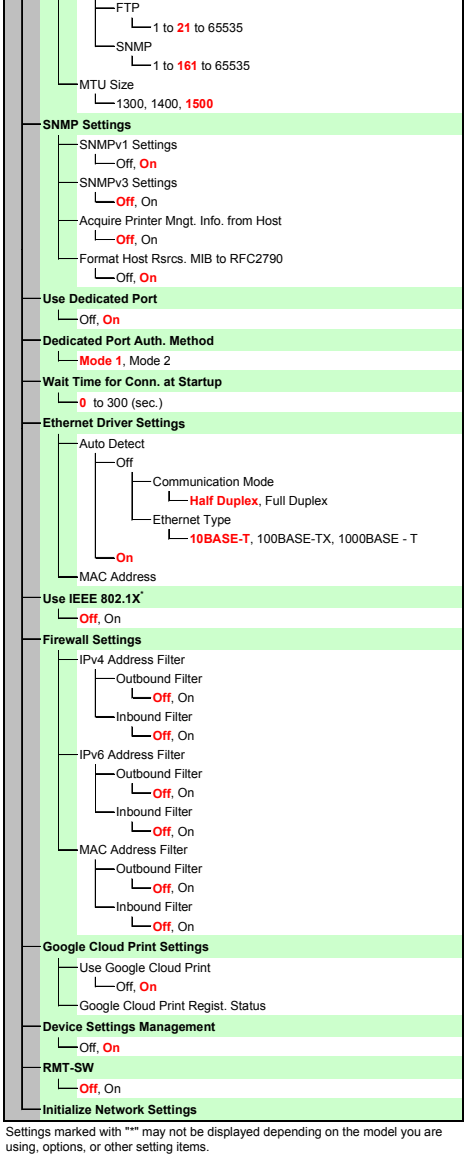 FTP
1 to 21 to 65535
SNMP
1 to 161 to 65535
MTU Size
1300, 1400, 1500
SNMP Settings
SNMPv1 Settings
Off, On
SNMPv3 Settings
Off, On
Acquire Printer Mngt. Info. from Host
Off, On
Format Host Rsrcs. MIB to RFC2790
Off, On
Use Dedicated Port
Off, On
Dedicated Port Auth. Method
Mode 1, Mode 2
Wait Time for Conn. at Startup
0 to 300 (sec.)
Ethernet Driver Settings
Auto Detect
Off
Communication Mode
Half Duplex, Full Duplex
Ethernet Type
10BASE-T, 100BASE-TX, 1000BASE - T
On
MAC Address
Use IEEE 802.1X*
Off, On
Firewall Settings
IPv4 Address Filter
Outbound Filter
Off, On
Inbound Filter
Off, On
IPv6 Address Filter
Outbound Filter
Off, On
Inbound Filter
Off, On
MAC Address Filter
Outbound Filter
Off, On
Inbound Filter
Off, On
Google Cloud Print Settings
Use Google Cloud Print
Off, On
Google Cloud Print Regist. Status
Device Settings Management
Off, On
RMT-SW
Off, On
Initialize Network Settings
Settings marked with "*" may not be displayed depending on the model you are
using, options, or other setting items.